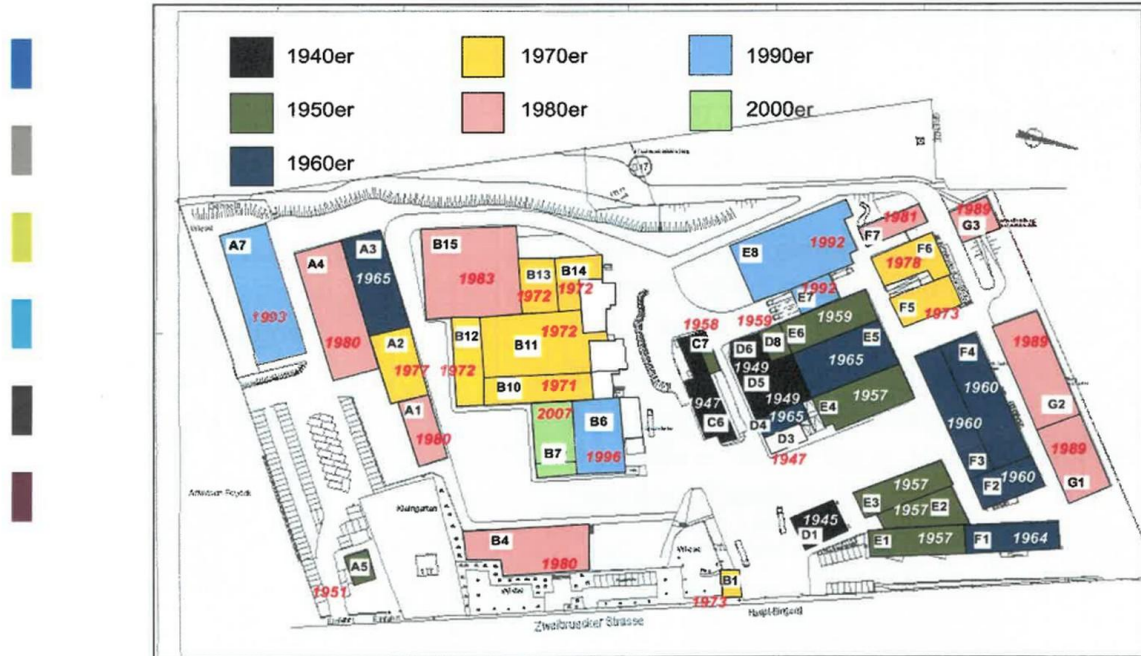 1940er
1970er
1990er
1950er
1980er
2000er
1960er
A7
1993
A4
1980
A3
1965
A2
1977
A1
1980
B15
1983
B13
1972
B14
1972
B12
1972
B11
1972
B10
1971
2007
B7
B6
1996
E8
1992
E7
1992
F7
1981
G3
1989
F6
1978
F5
1973
1958
C7
1947
C6
1959
D6
D8
E6
1959
1949
D5
1949
E5
1965
1965
D4
D3
1947
E4
1957
F4
1960
1960
F3
F2
1960
1989
G2
1989
G1
E3
1957
1957
E2
E1
1957
F1
1964
1945
D1
Kleingarten
B4
1980
A5
1951
Wiese
Wiese
B1
1973
Zweibruecker Strasse